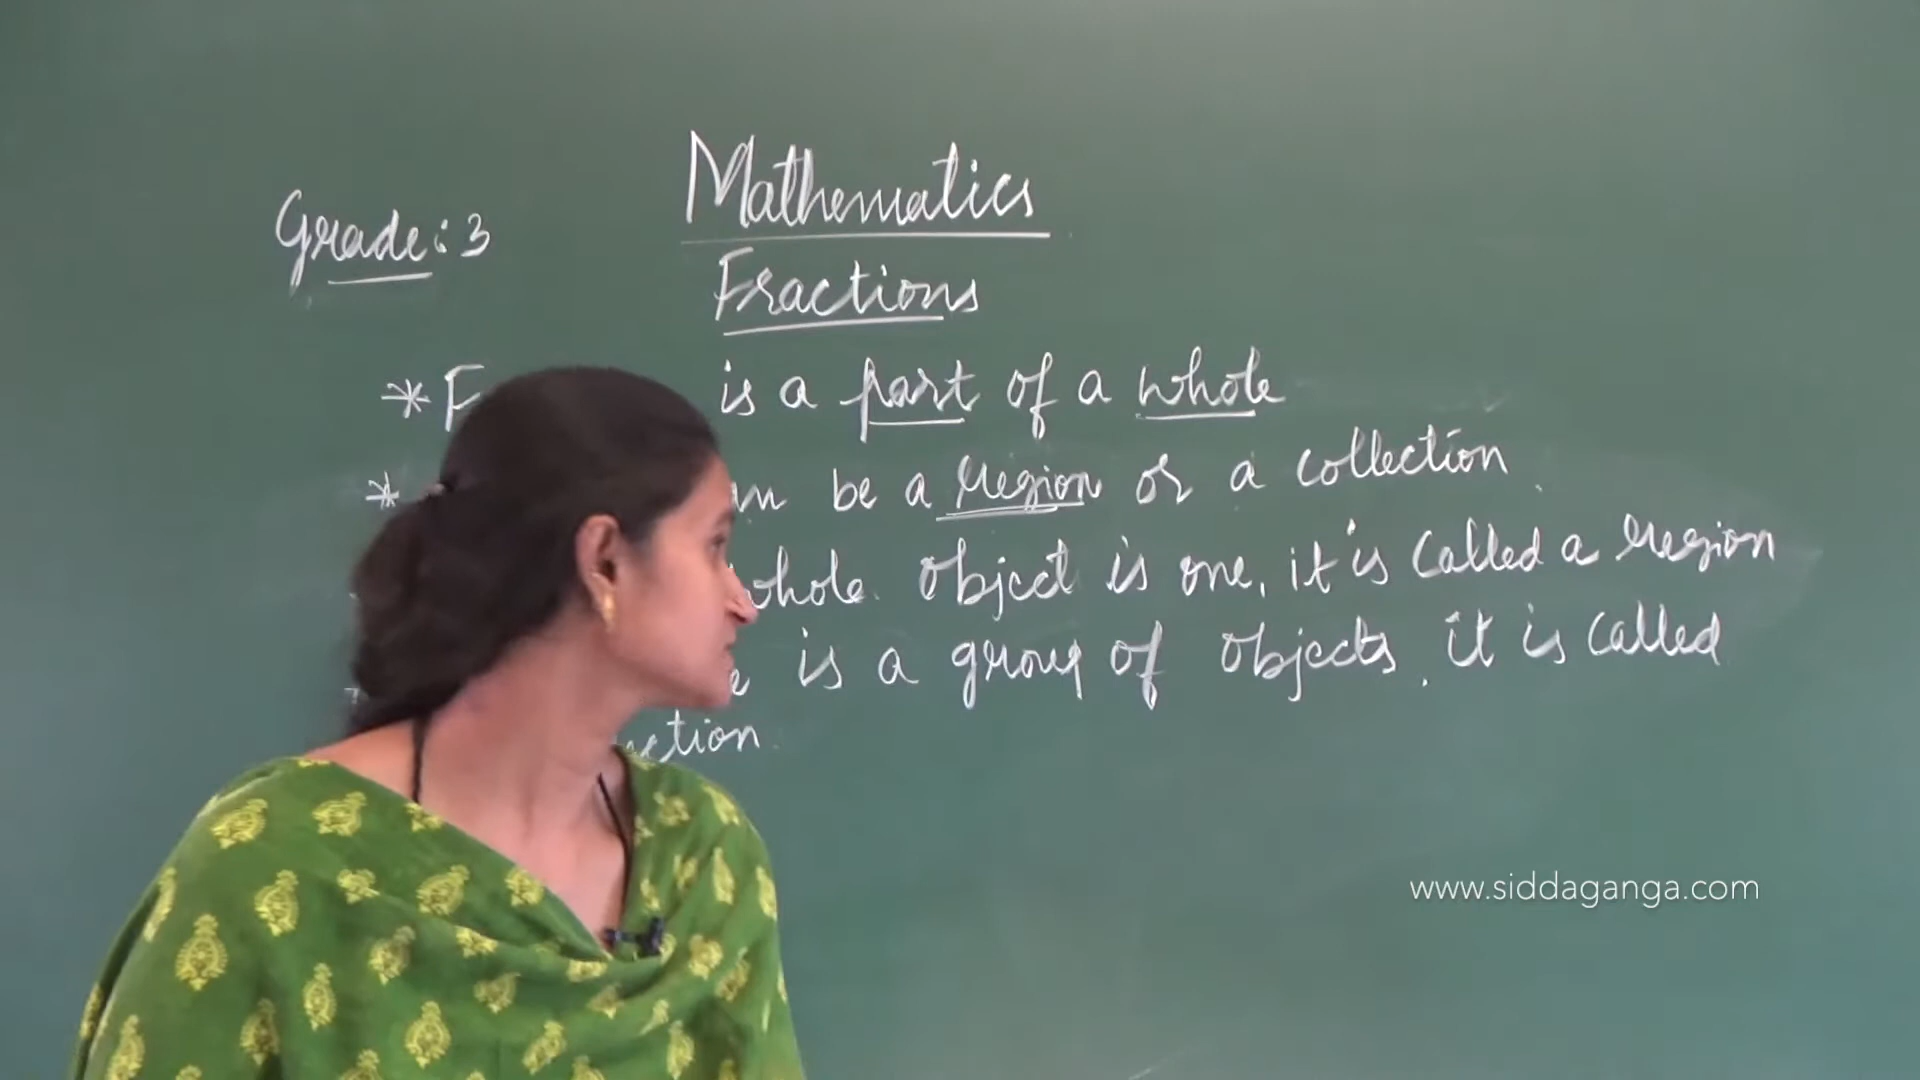 Mathematics
Grade: 3
Fractions
* is a part of a whole
* be a region or a collection.
whole object is one, it is called a region
is a group of objects, it is called
www.siddaganga.com